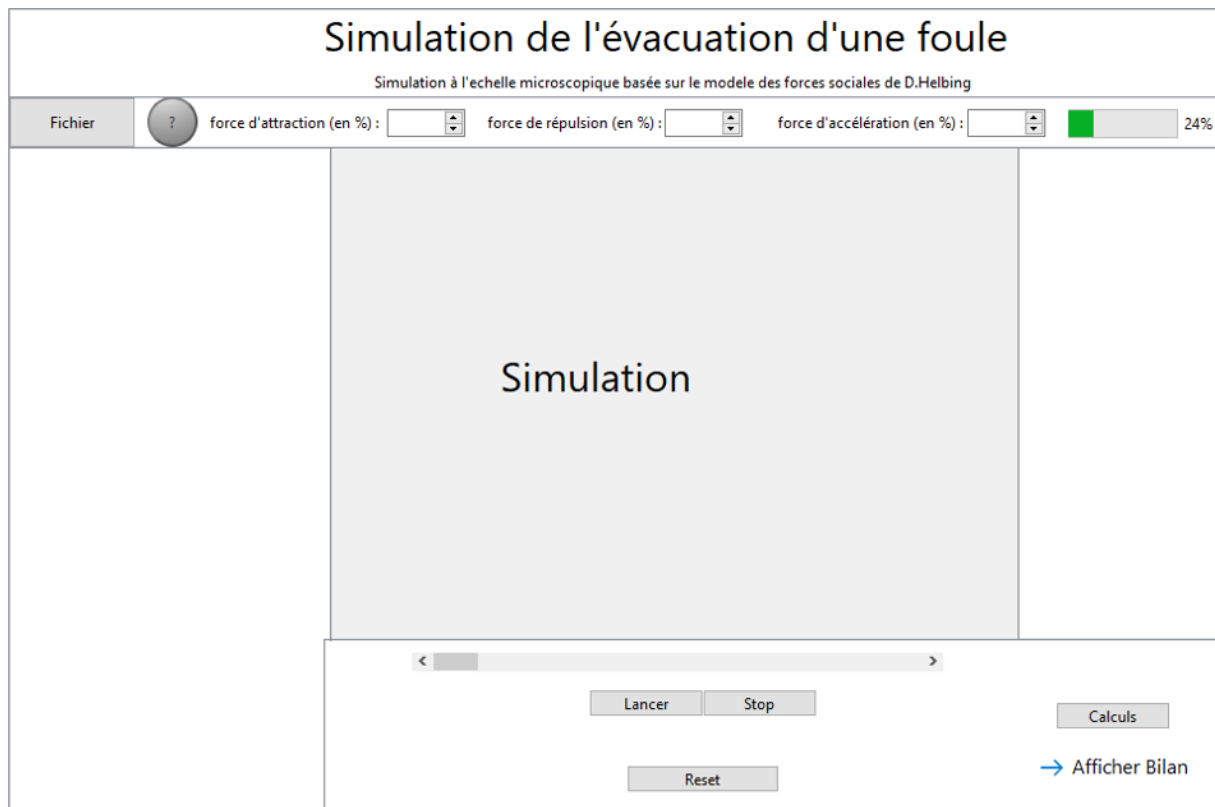 Simulation de l'évacuation d'une foule
Simulation à l'echelle microscopique basée sur le modele des forces sociales de D.Helbing
Fichier ? force d'attraction (en %) : force de répulsion (en %) : force d'accélération (en %) : 24%
Simulation
Lancer Stop
Calculs
Afficher Bilan
Reset